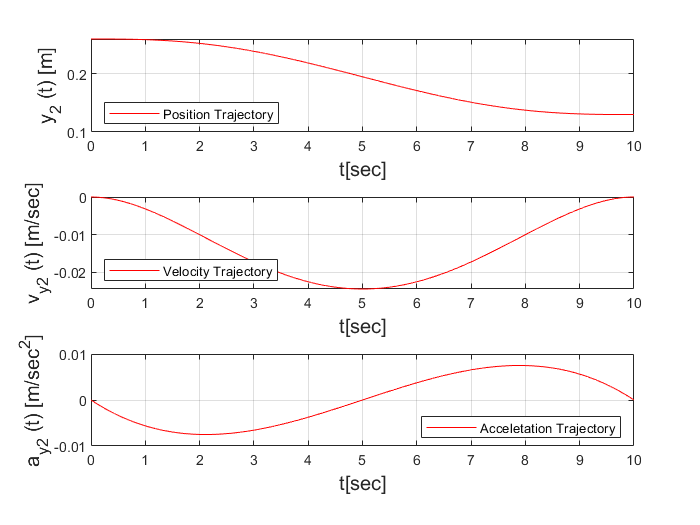 y2 (t) [m]
0.2
0.1
Position Trajectory
0 1 2 3 4 5 6 7 8 9 10
t[sec]
vy2 (t) [m/sec]
0
-0.01
-0.02
Velocity Trajectory
0 1 2 3 4 5 6 7 8 9 10
t[sec]
ay2 (t) [m/sec2]
0.01
0
-0.01
Acceletation Trajectory
0 1 2 3 4 5 6 7 8 9 10
t[sec]